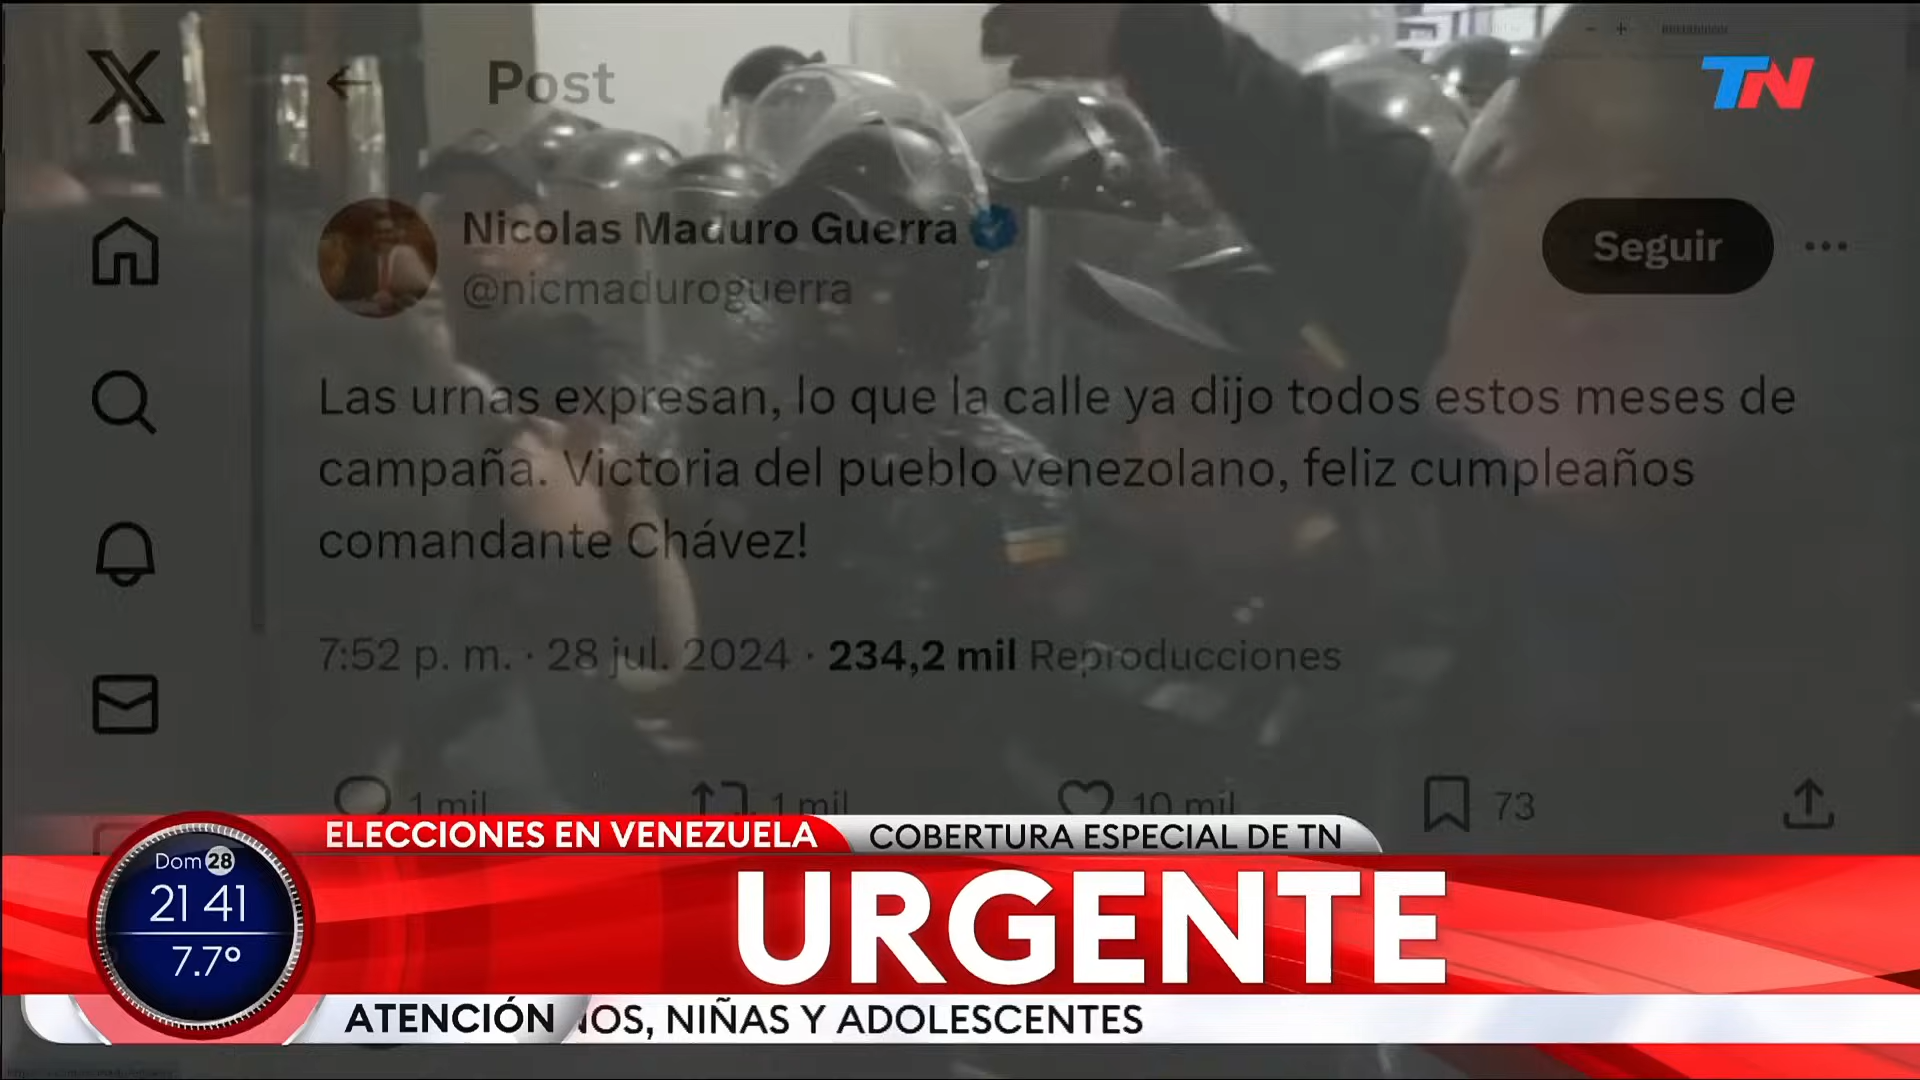 Post
TN
Nicolas Maduro Guerra
@nicmaduroguerra
Seguir
Las urnas expresan, lo que la calle ya dijo todos estos meses de
campaña. Victoria del pueblo venezolano, feliz cumpleaños
comandante Chávez!
7:52 p. m. · 28 jul. 2024 · 234,2 mil Reproducciones
1 mil 1 mil 10 mil 73
ELECCIONES EN VENEZUELA COBERTURA ESPECIAL DE TN
Dom 28
21 41
7.7°
URGENTE
ATENCIÓN NOS, NIÑAS Y ADOLESCENTES